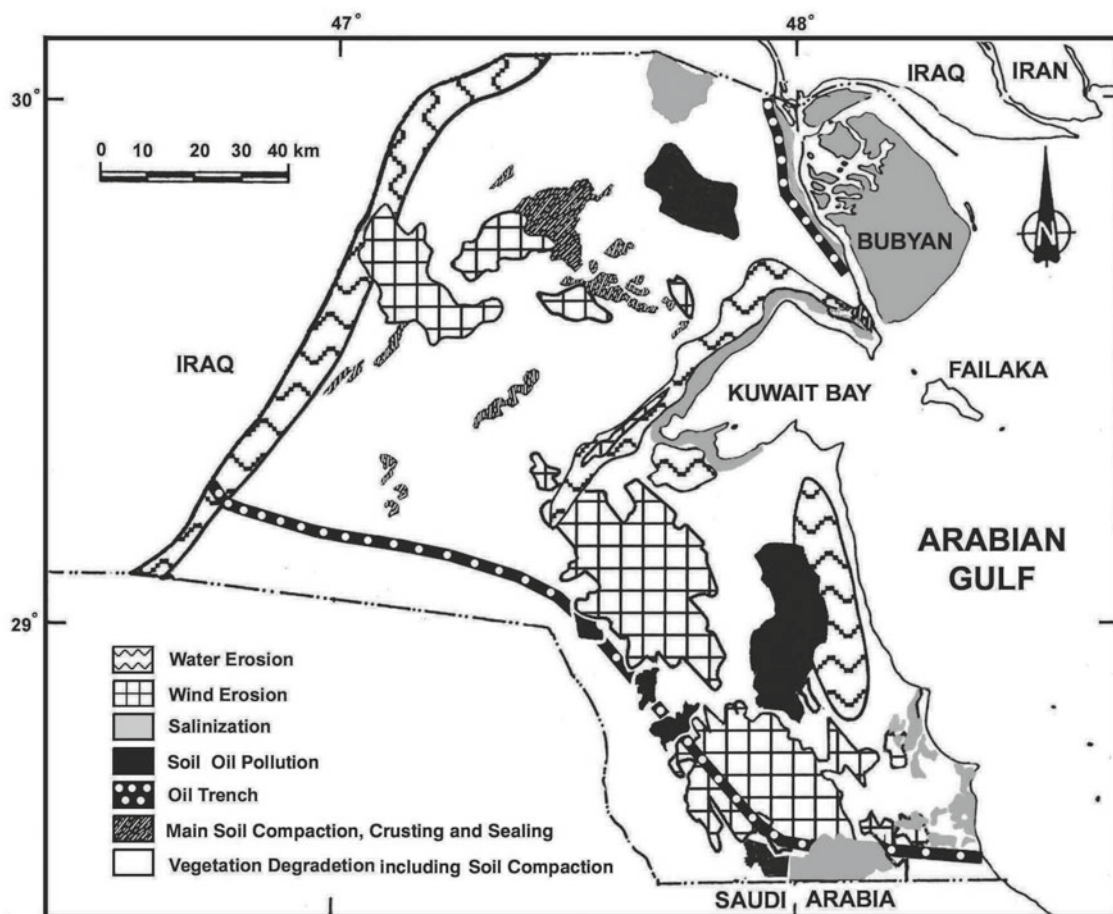 47°
48°
IRAQ
IRAN
30°
0 10 20 30 40 km
BUBYAN
N
IRAQ
FAILAKA
KUWAIT BAY
ARABIAN
GULF
29°
Water Erosion
Wind Erosion
Salinization
Soil Oil Pollution
Oil Trench
Main Soil Compaction, Crusting and Sealing
Vegetation Degradation including Soil Compaction
SAUDI ARABIA